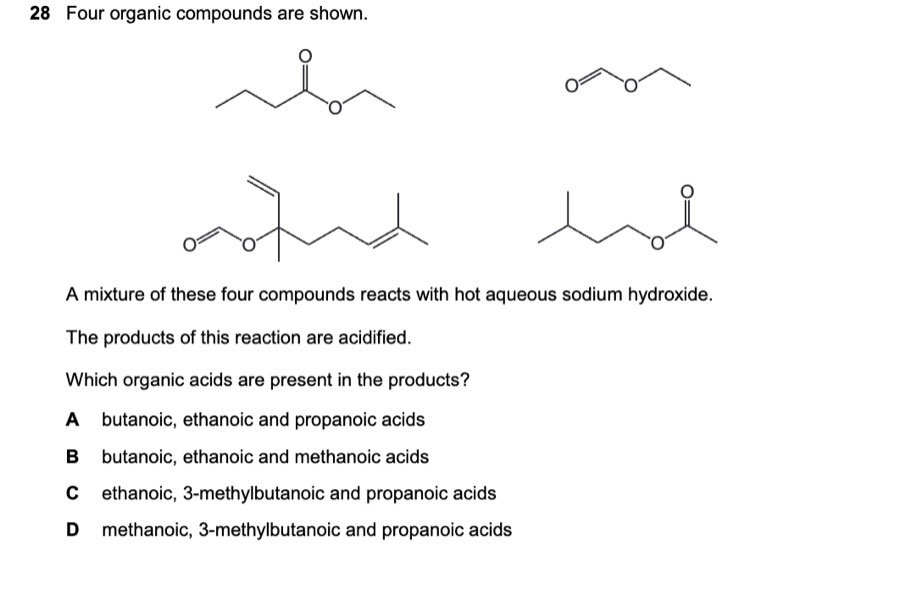 28 Four organic compounds are shown.
O
O
O
O
O
O
O
O
A mixture of these four compounds reacts with hot aqueous sodium hydroxide.
The products of this reaction are acidified.
Which organic acids are present in the products?
A butanoic, ethanoic and propanoic acids
B butanoic, ethanoic and methanoic acids
C ethanoic, 3-methylbutanoic and propanoic acids
D methanoic, 3-methylbutanoic and propanoic acids